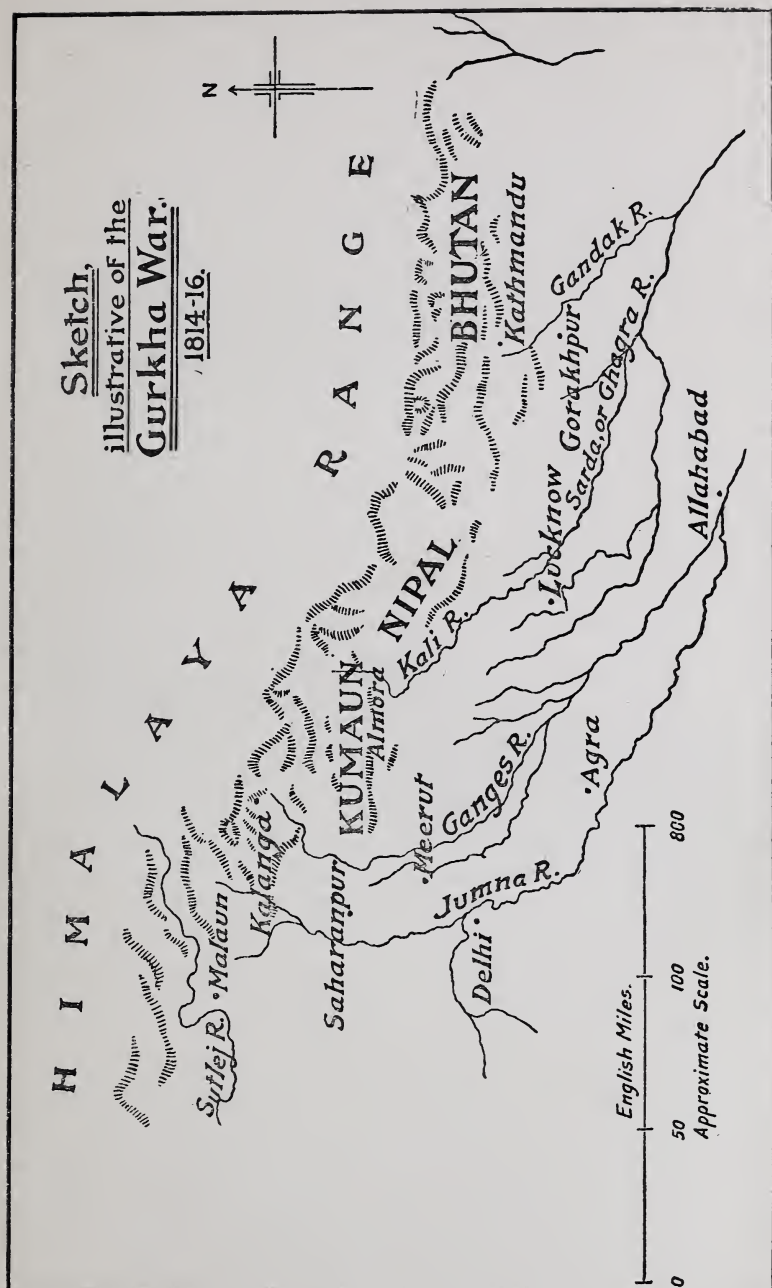 Sketch,
illustrative of the
Gurkha War.
1814-16.
N
HIMALAYA RANGE
Sutlej R.
Malaun
Kalanga
Saharanpur
KUMAUN
Almora
NIPAL
BHUTAN
Kathmandu
Meerut
Ganges R.
Jumna R.
Delhi
Agra
Kali R.
Lucknow
Gorakhpur
Sarda. or Ghagra R.
Gandak R.
Allahabad
English Miles.
0 50 100 800
Approximate Scale.